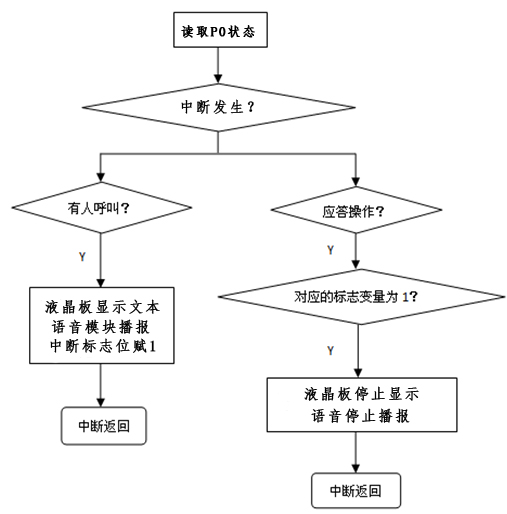 读取P0状态
中断发生？
有人呼叫？
应答操作？
Y
Y
对应的标志变量为1？
液晶板显示文本
语音模块播报
中断标志位赋1
Y
液晶板停止显示
语音停止播报
中断返回
中断返回